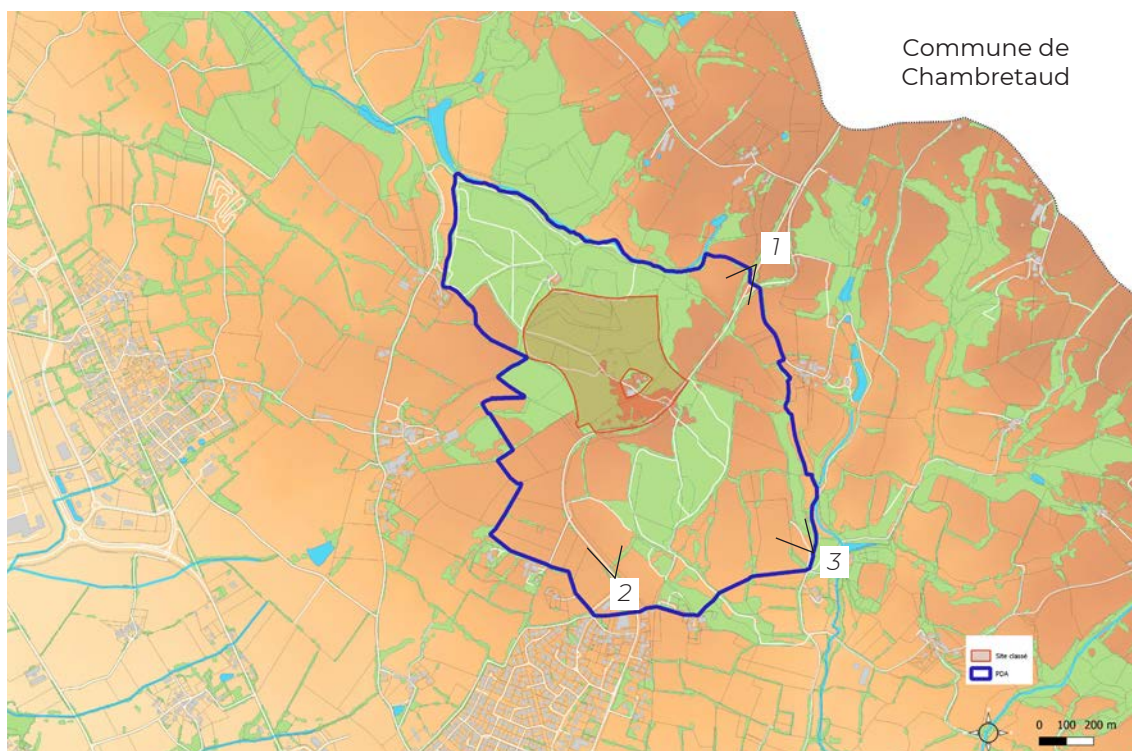 Commune de
Chambretaud
1
2
3
Site classé
PDA
0 100 200 m